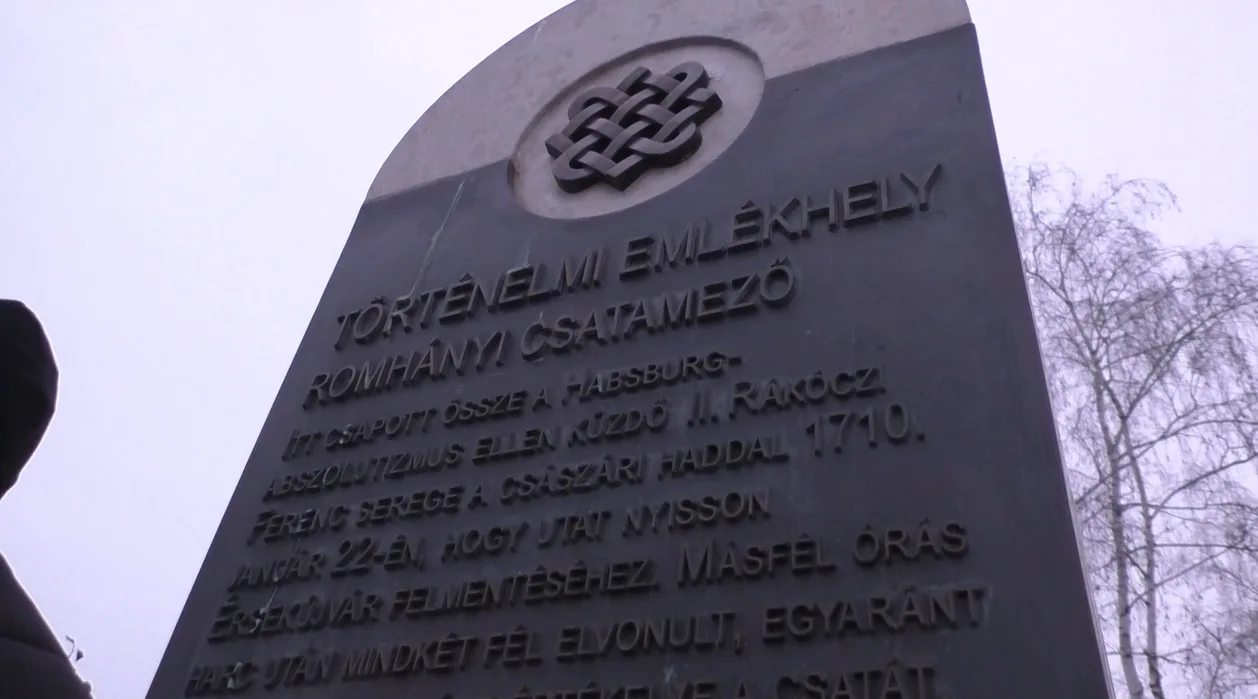 TÖRTÉNELMI EMLÉKHELY
ROMHÁNYI CSATAMEZŐ
ITT CSAPOTT ÖSSZE A HABSBURG-
ABSZOLUTIZMUS ELLEN KÜZDŐ II. RÁKÓCZI
FERENC SEREGE A CSÁSZÁRI HADDAL 1710.
JANUÁR 22-ÉN, HOGY UTAT NYISSON
ÉRSEKÚJVÁR FELMENTÉSÉHEZ. MÁSFÉL ÓRÁS
HARC UTÁN MINDKÉT FÉL ELVONULT, EGYARÁNT
A CSATÁT.